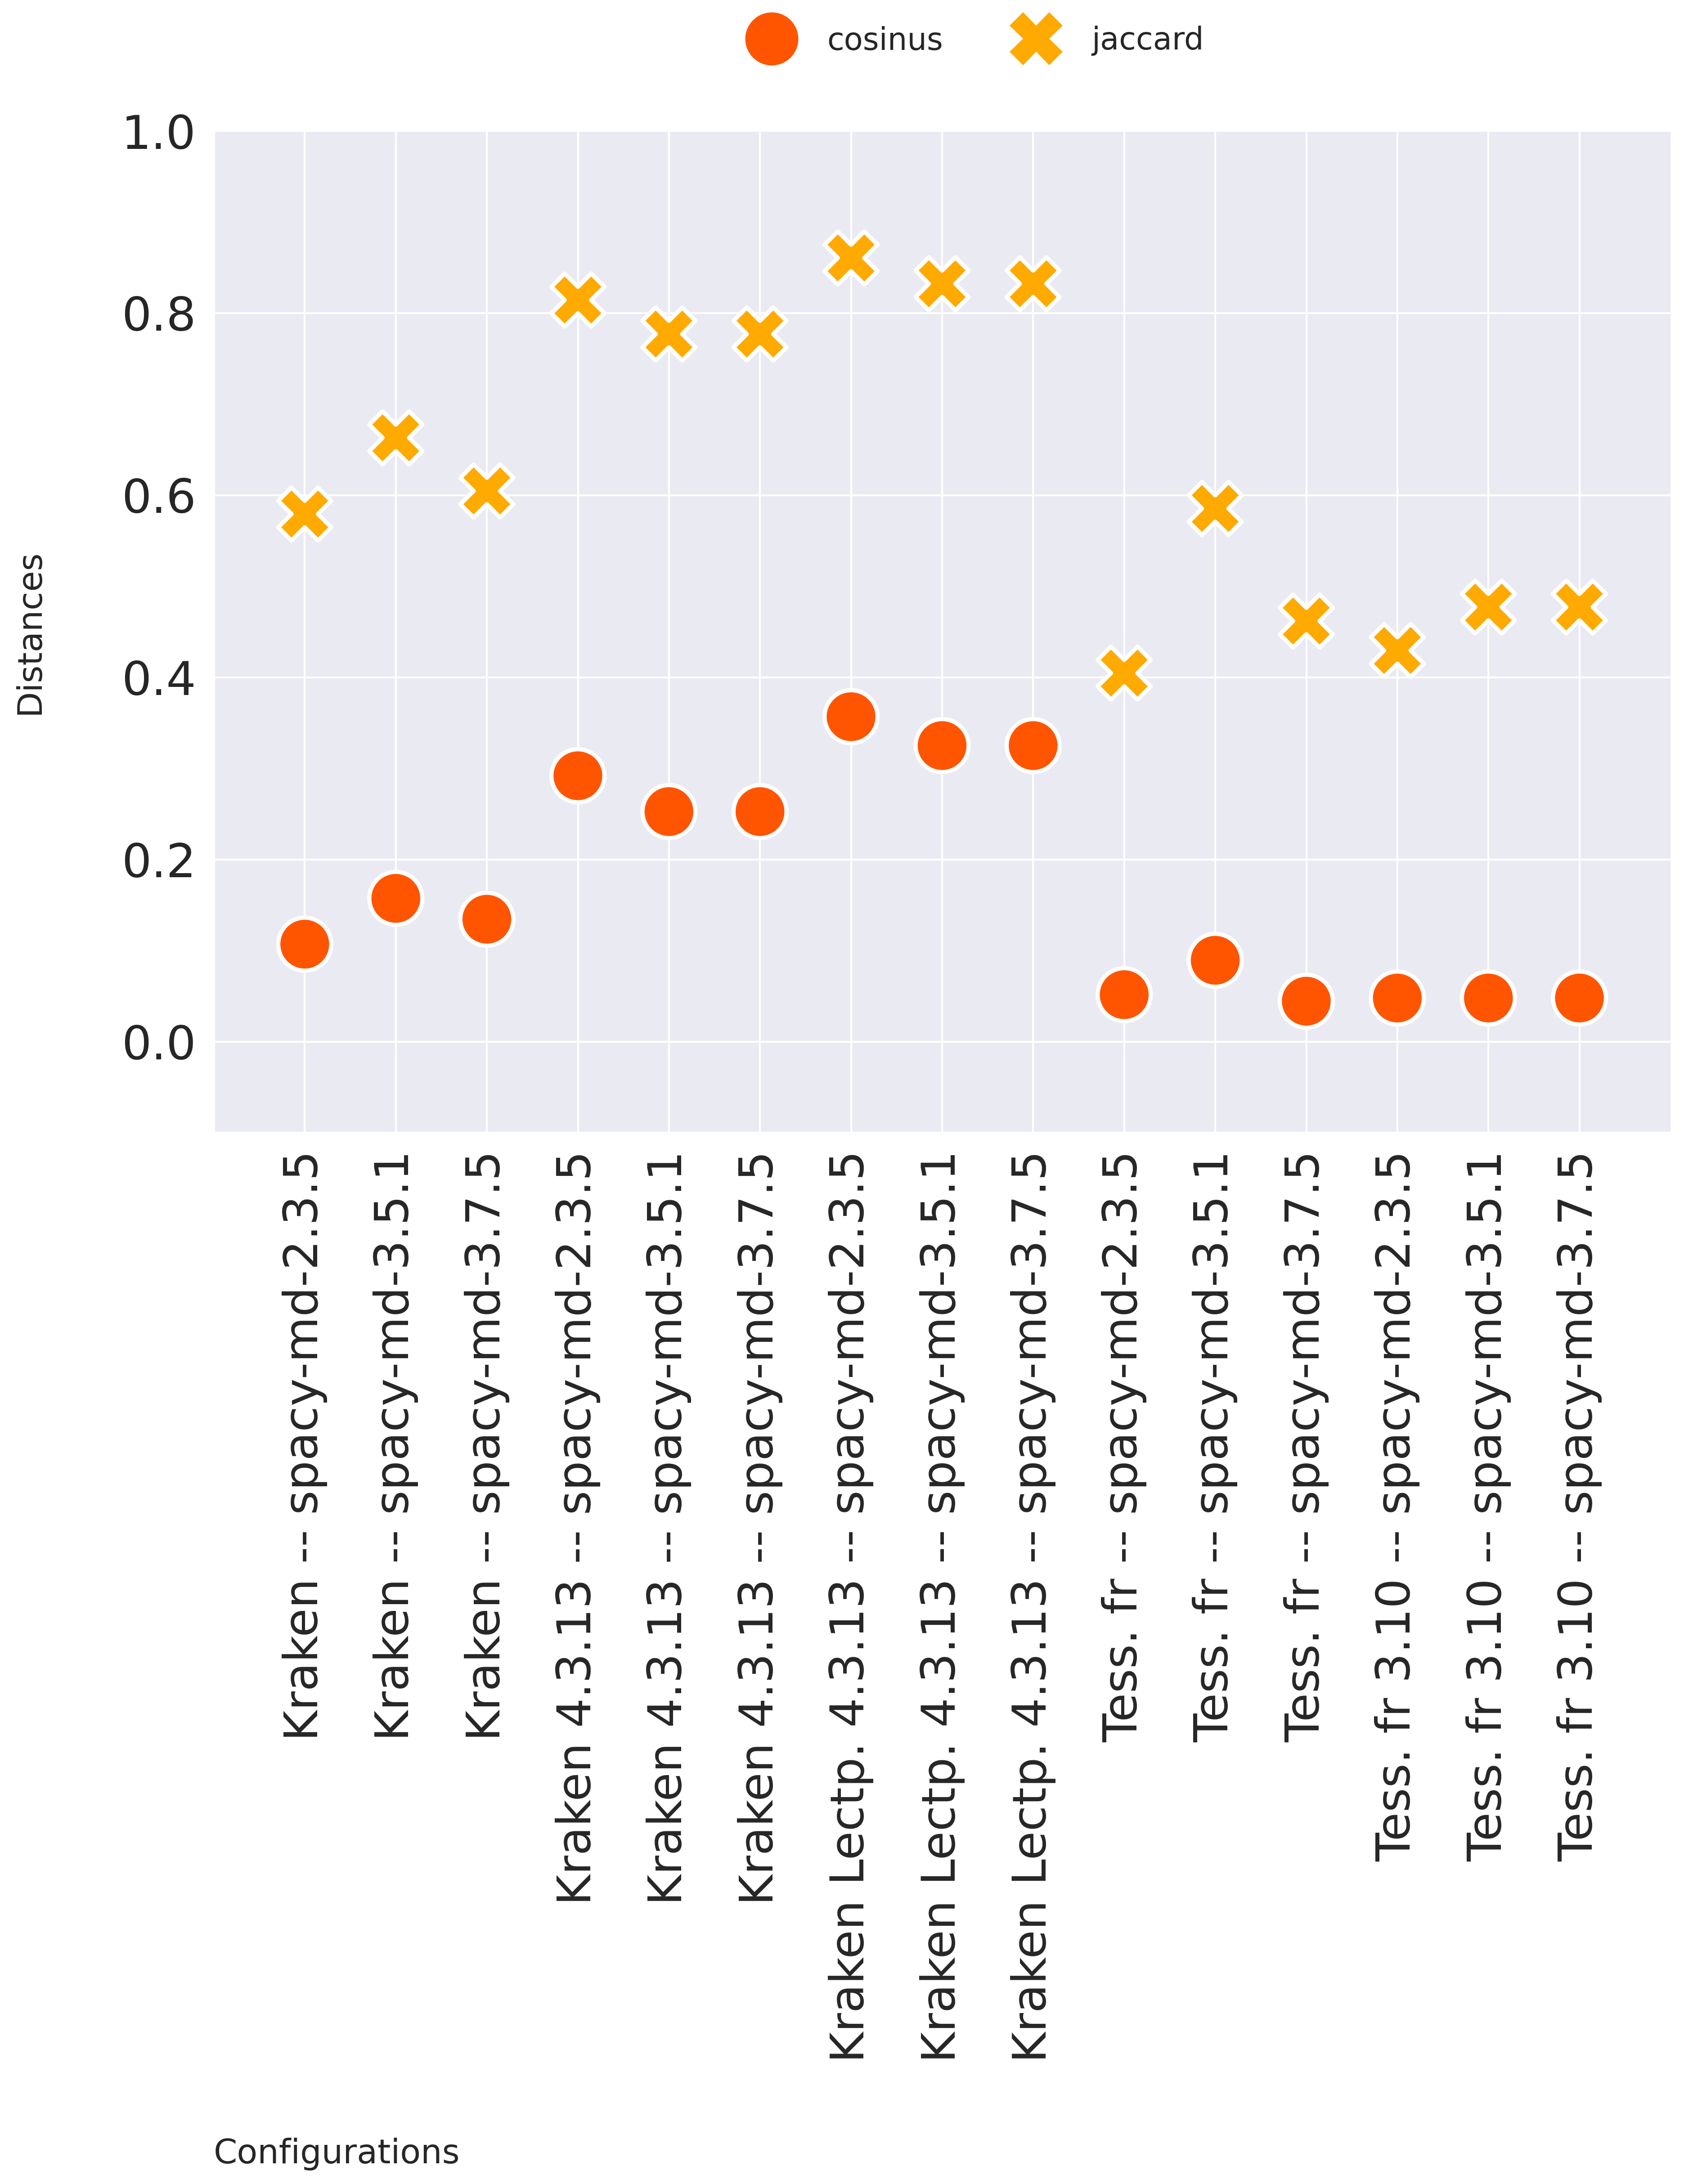 cosinus jaccard
1.0
0.8
0.6
0.4
0.2
0.0
Distances
Kraken -- spacy-md-2.3.5
Kraken -- spacy-md-3.5.1
Kraken -- spacy-md-3.7.5
Kraken 4.3.13 -- spacy-md-2.3.5
Kraken 4.3.13 -- spacy-md-3.5.1
Kraken 4.3.13 -- spacy-md-3.7.5
Kraken Lectp. 4.3.13 -- spacy-md-2.3.5
Kraken Lectp. 4.3.13 -- spacy-md-3.5.1
Kraken Lectp. 4.3.13 -- spacy-md-3.7.5
Tess. fr -- spacy-md-2.3.5
Tess. fr -- spacy-md-3.5.1
Tess. fr -- spacy-md-3.7.5
Tess. fr 3.10 -- spacy-md-2.3.5
Tess. fr 3.10 -- spacy-md-3.5.1
Tess. fr 3.10 -- spacy-md-3.7.5
Configurations